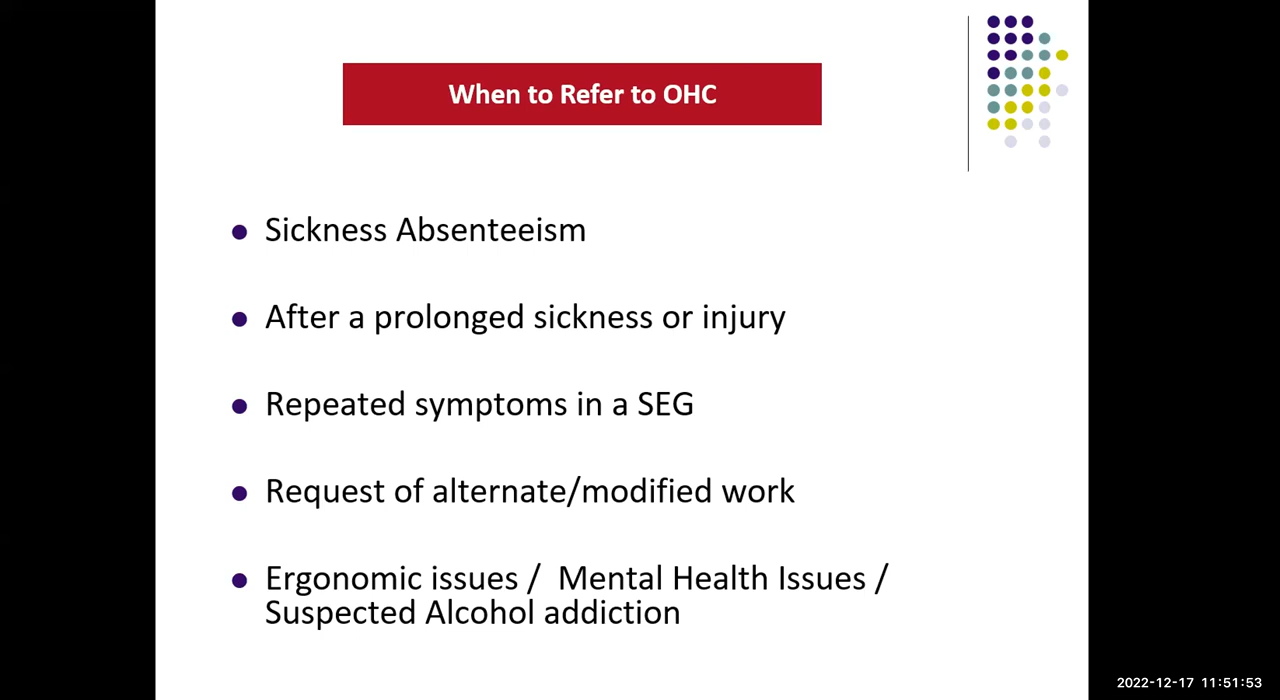 When to Refer to OHC
● Sickness Absenteeism
● After a prolonged sickness or injury
● Repeated symptoms in a SEG
● Request of alternate/modified work
● Ergonomic issues /  Mental Health Issues /
Suspected Alcohol addiction
2022-12-17 11:51:53